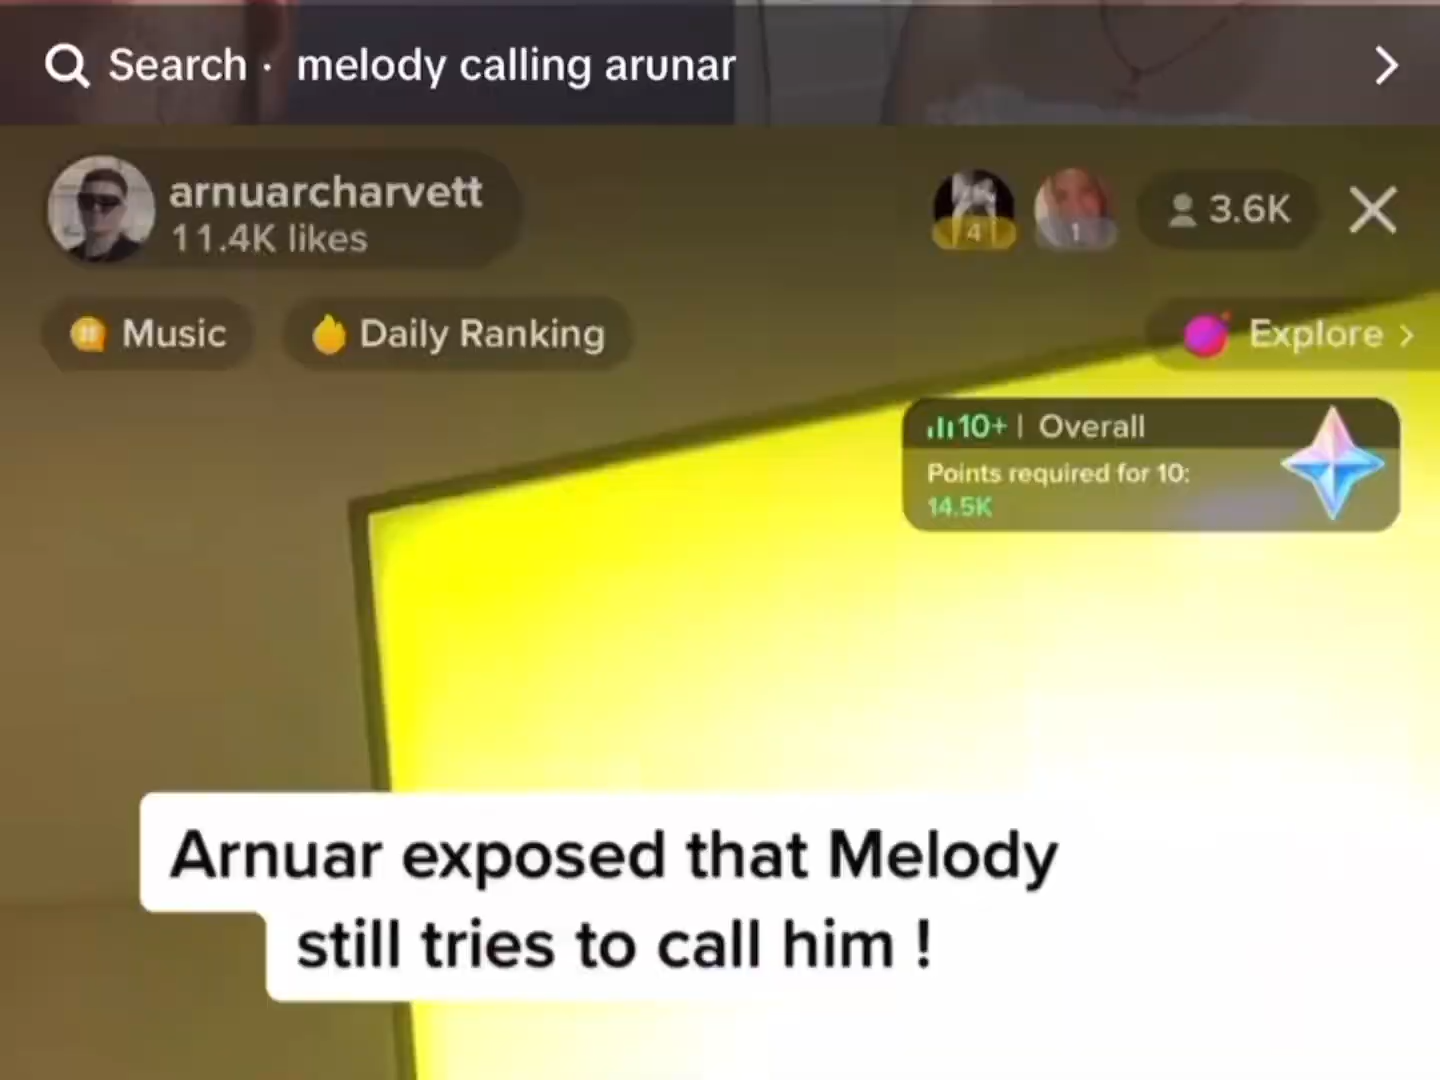 Search · melody calling arunar
arnuarcharvett
11.4K likes
4
1
3.6K
Music
Daily Ranking
Explore
10+ | Overall
Points required for 10:
14.5K
Arnuar exposed that Melody
still tries to call him !